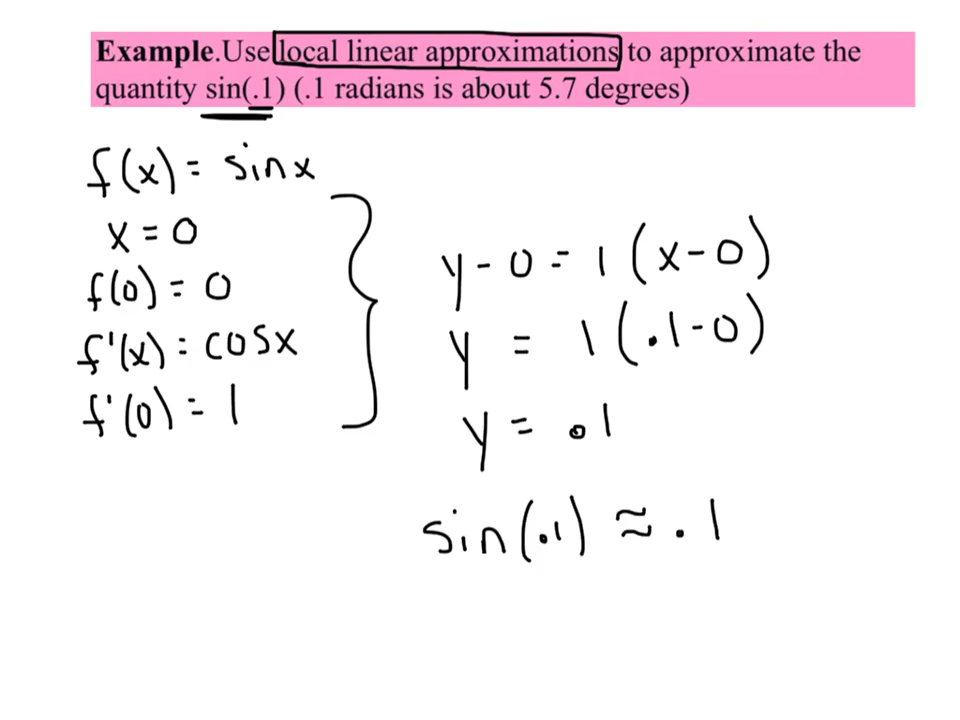 Example.Use local linear approximations to approximate the
quantity sin(.1) (.1 radians is about 5.7 degrees)
f(x) = sinx
x = 0
f(0) = 0
f'(x) = cosx
f'(0) = 1
y - 0 = 1(x-0)
y = 1(.1-0)
y = .1
sin(.1) ≈ .1